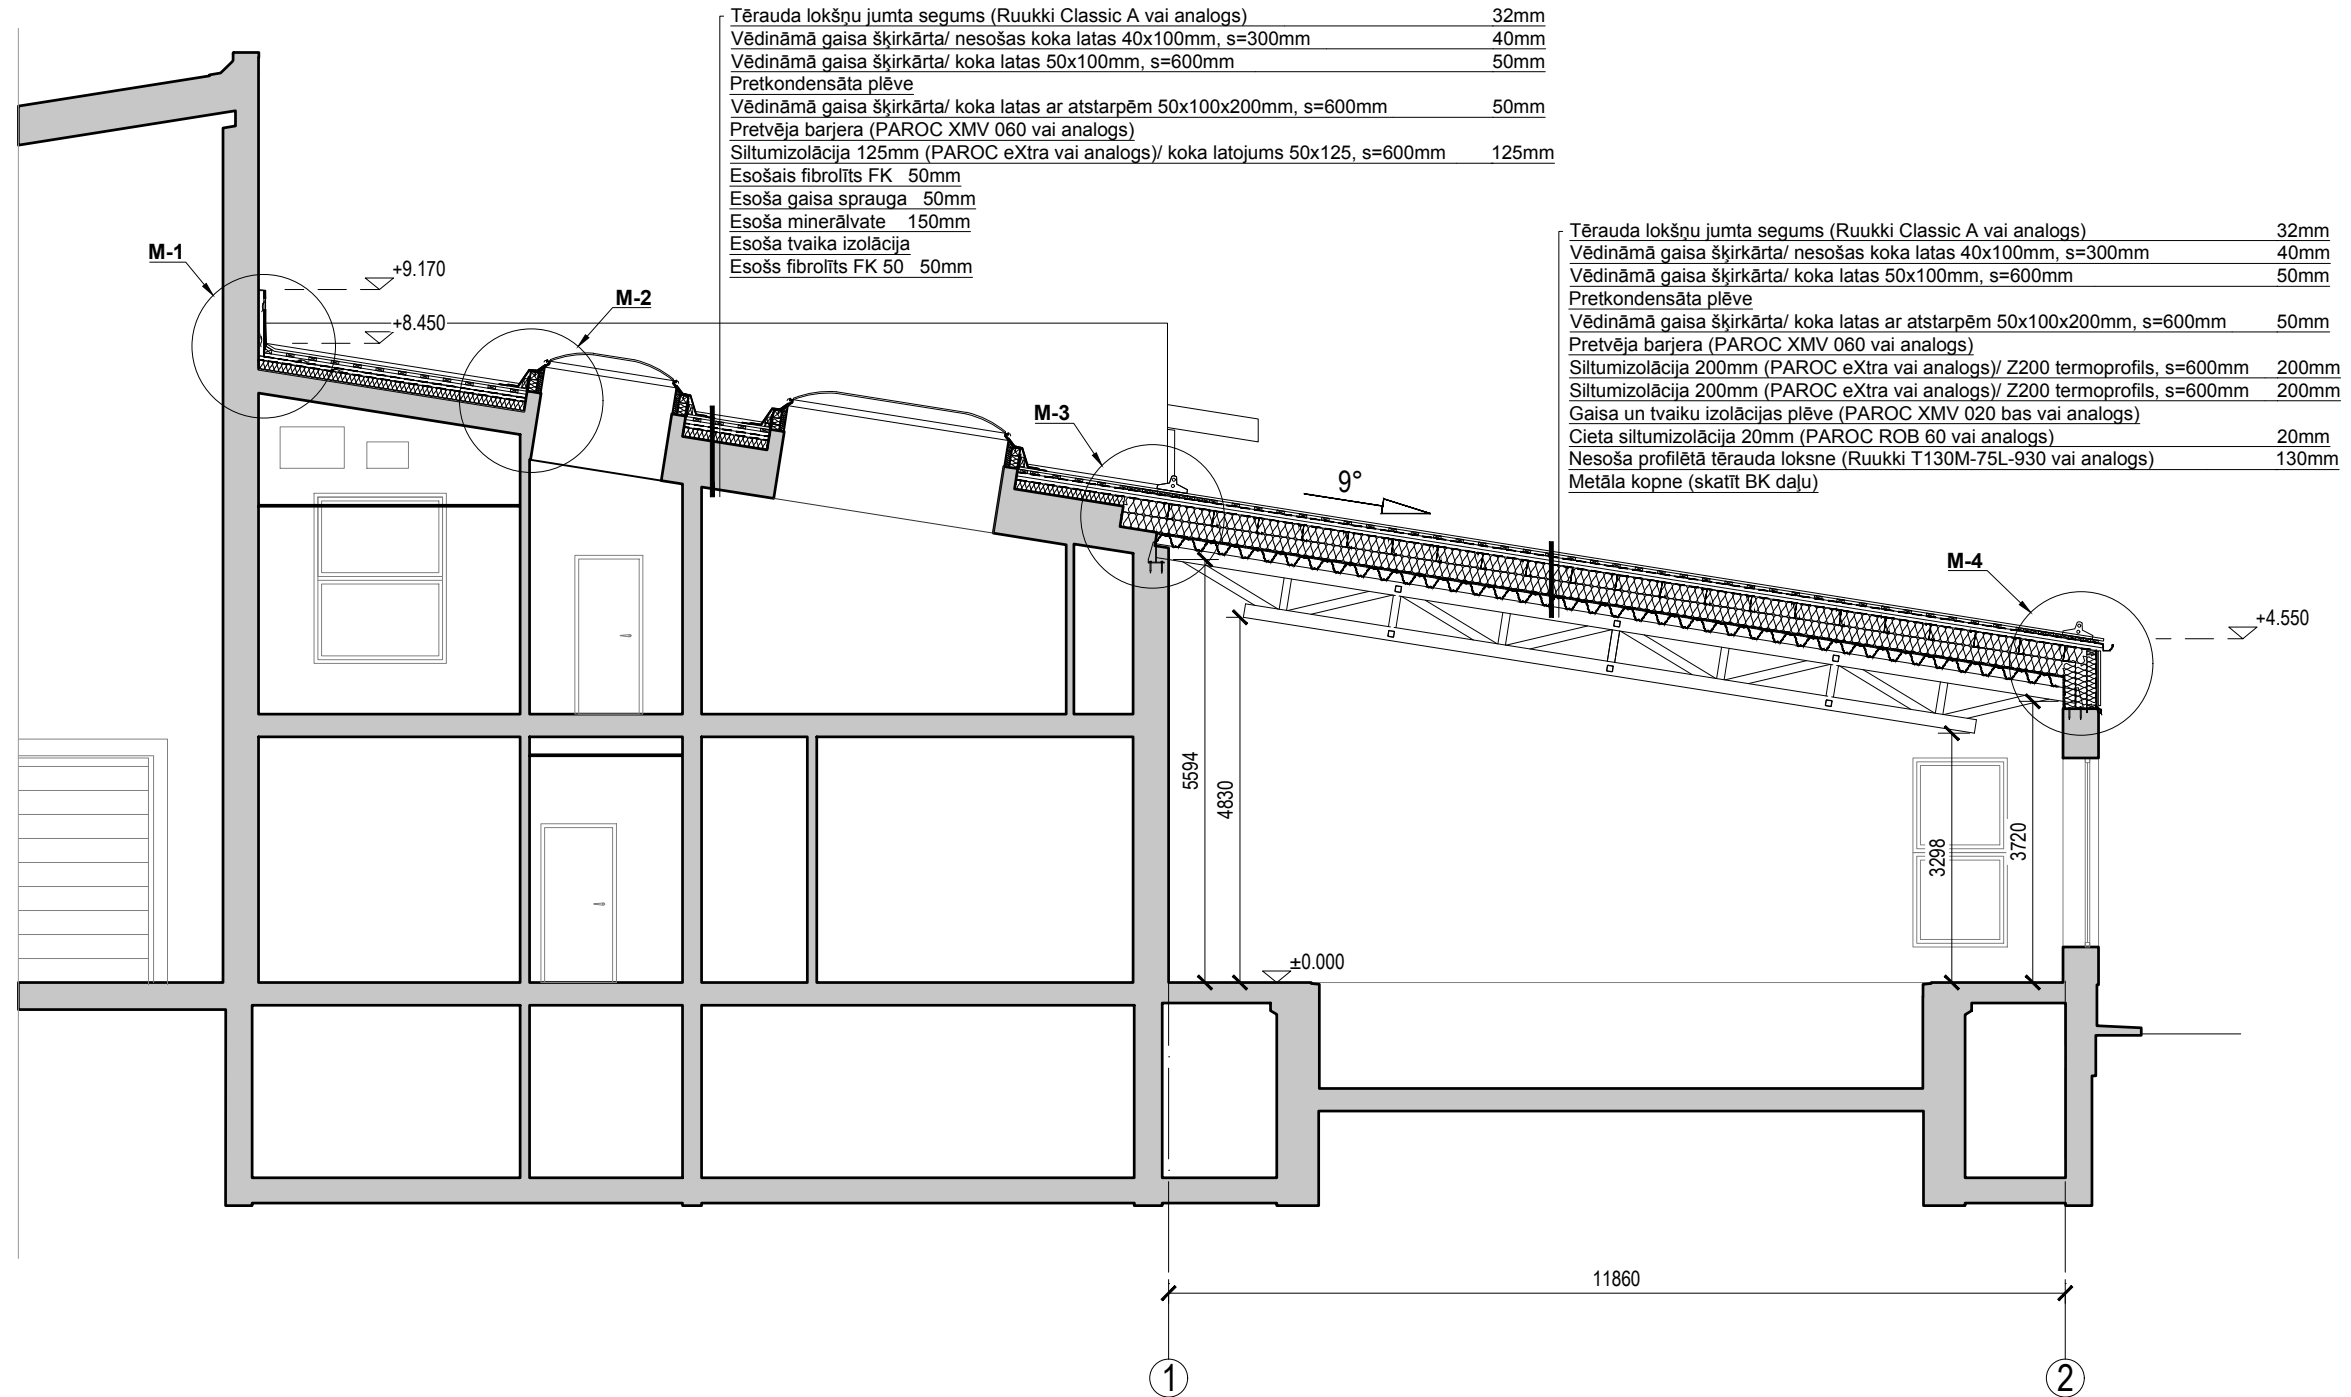 Tērauda lokšņu jumta segums (Ruukki Classic A vai analogs) 32mm
Vēdināmā gaisa šķirkārta/ nesošas koka latas 40x100mm, s=300mm 40mm
Vēdināmā gaisa šķirkārta/ koka latas 50x100mm, s=600mm 50mm
Pretkondensāta plēve
Vēdināmā gaisa šķirkārta/ koka latas ar atstarpēm 50x100x200mm, s=600mm 50mm
Pretvēja barjera (PAROC XMV 060 vai analogs)
Siltumizolācija 125mm (PAROC eXtra vai analogs)/ koka latojums 50x125, s=600mm 125mm
Esošais fibrolīts FK 50mm
Esoša gaisa sprauga 50mm
Esoša minerālvate 150mm
Esoša tvaika izolācija
Esošs fibrolīts FK 50 50mm
Tērauda lokšņu jumta segums (Ruukki Classic A vai analogs) 32mm
Vēdināmā gaisa šķirkārta/ nesošas koka latas 40x100mm, s=300mm 40mm
Vēdināmā gaisa šķirkārta/ koka latas 50x100mm, s=600mm 50mm
Pretkondensāta plēve
Vēdināmā gaisa šķirkārta/ koka latas ar atstarpēm 50x100x200mm, s=600mm 50mm
Pretvēja barjera (PAROC XMV 060 vai analogs)
Siltumizolācija 200mm (PAROC eXtra vai analogs)/ Z200 termoprofils, s=600mm 200mm
Siltumizolācija 200mm (PAROC eXtra vai analogs)/ Z200 termoprofils, s=600mm 200mm
Gaisa un tvaiku izolācijas plēve (PAROC XMV 020 bas vai analogs)
Cieta siltumizolācija 20mm (PAROC ROB 60 vai analogs) 20mm
Nesoša profilētā tērauda loksne (Ruukki T130M-75L-930 vai analogs) 130mm
Metāla kopne (skatīt BK daļu)
M-1
+9.170
M-2
+8.450
M-3
9°
M-4
+4.550
5594
4830
3298
3720
±0.000
11860
1
2